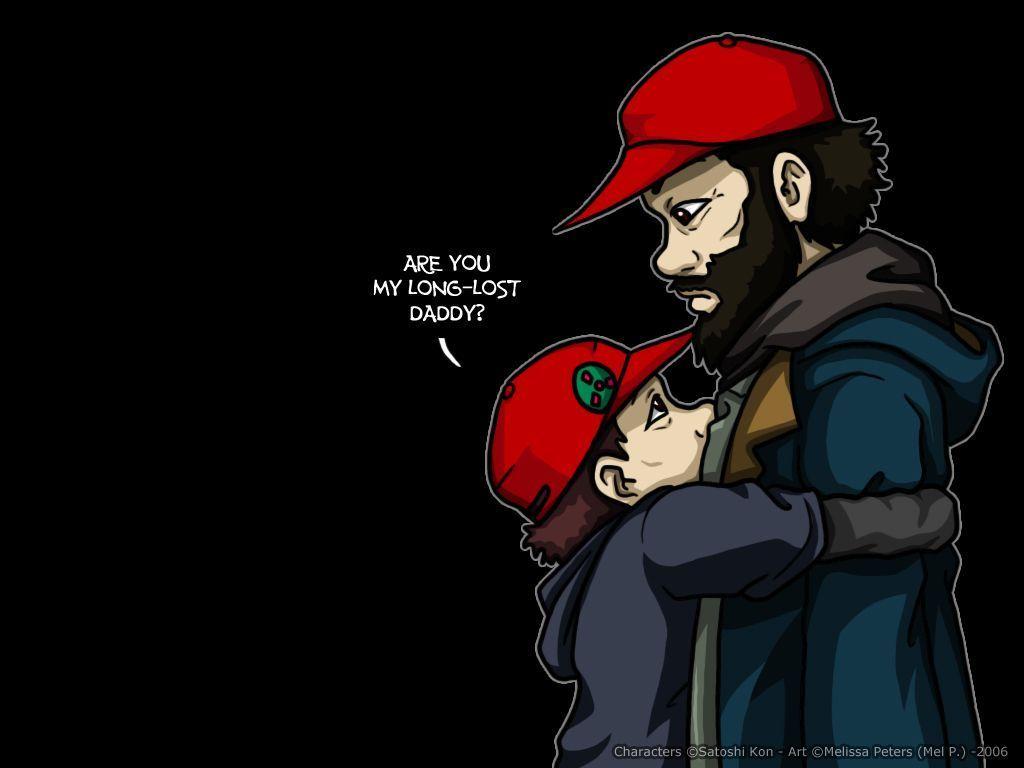 ARE YOU
MY LONG-LOST
DADDY?
Characters ©Satoshi Kon - Art ©Melissa Peters (Mel P.) -2006